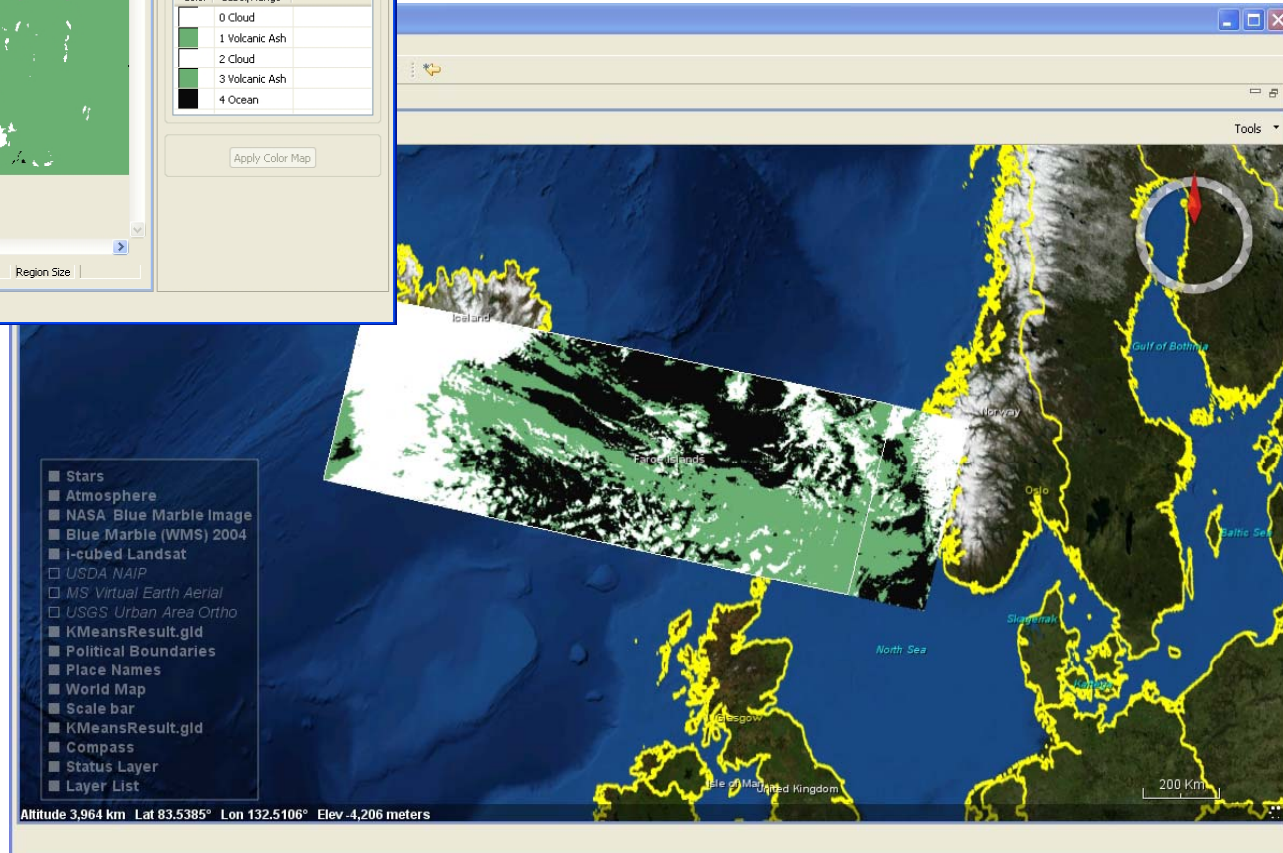 0 Cloud
1 Volcanic Ash
2 Cloud
3 Volcanic Ash
4 Ocean
Apply Color Map
Region Size
Tools
Iceland
Gulf of Bothnia
Norway
Faroe Islands
Oslo
Baltic Sea
Skagerrak
North Sea
Glasgow
Isle of Man
United Kingdom
200 Km
Stars
Atmosphere
NASA Blue Marble Image
Blue Marble (WMS) 2004
i-cubed Landsat
USDA NAIP
MS Virtual Earth Aerial
USGS Urban Area Ortho
KMeansResult.gld
Political Boundaries
Place Names
World Map
Scale bar
KMeansResult.gld
Compass
Status Layer
Layer List
Altitude 3,964 km Lat 83.5385° Lon 132.5106° Elev -4,206 meters